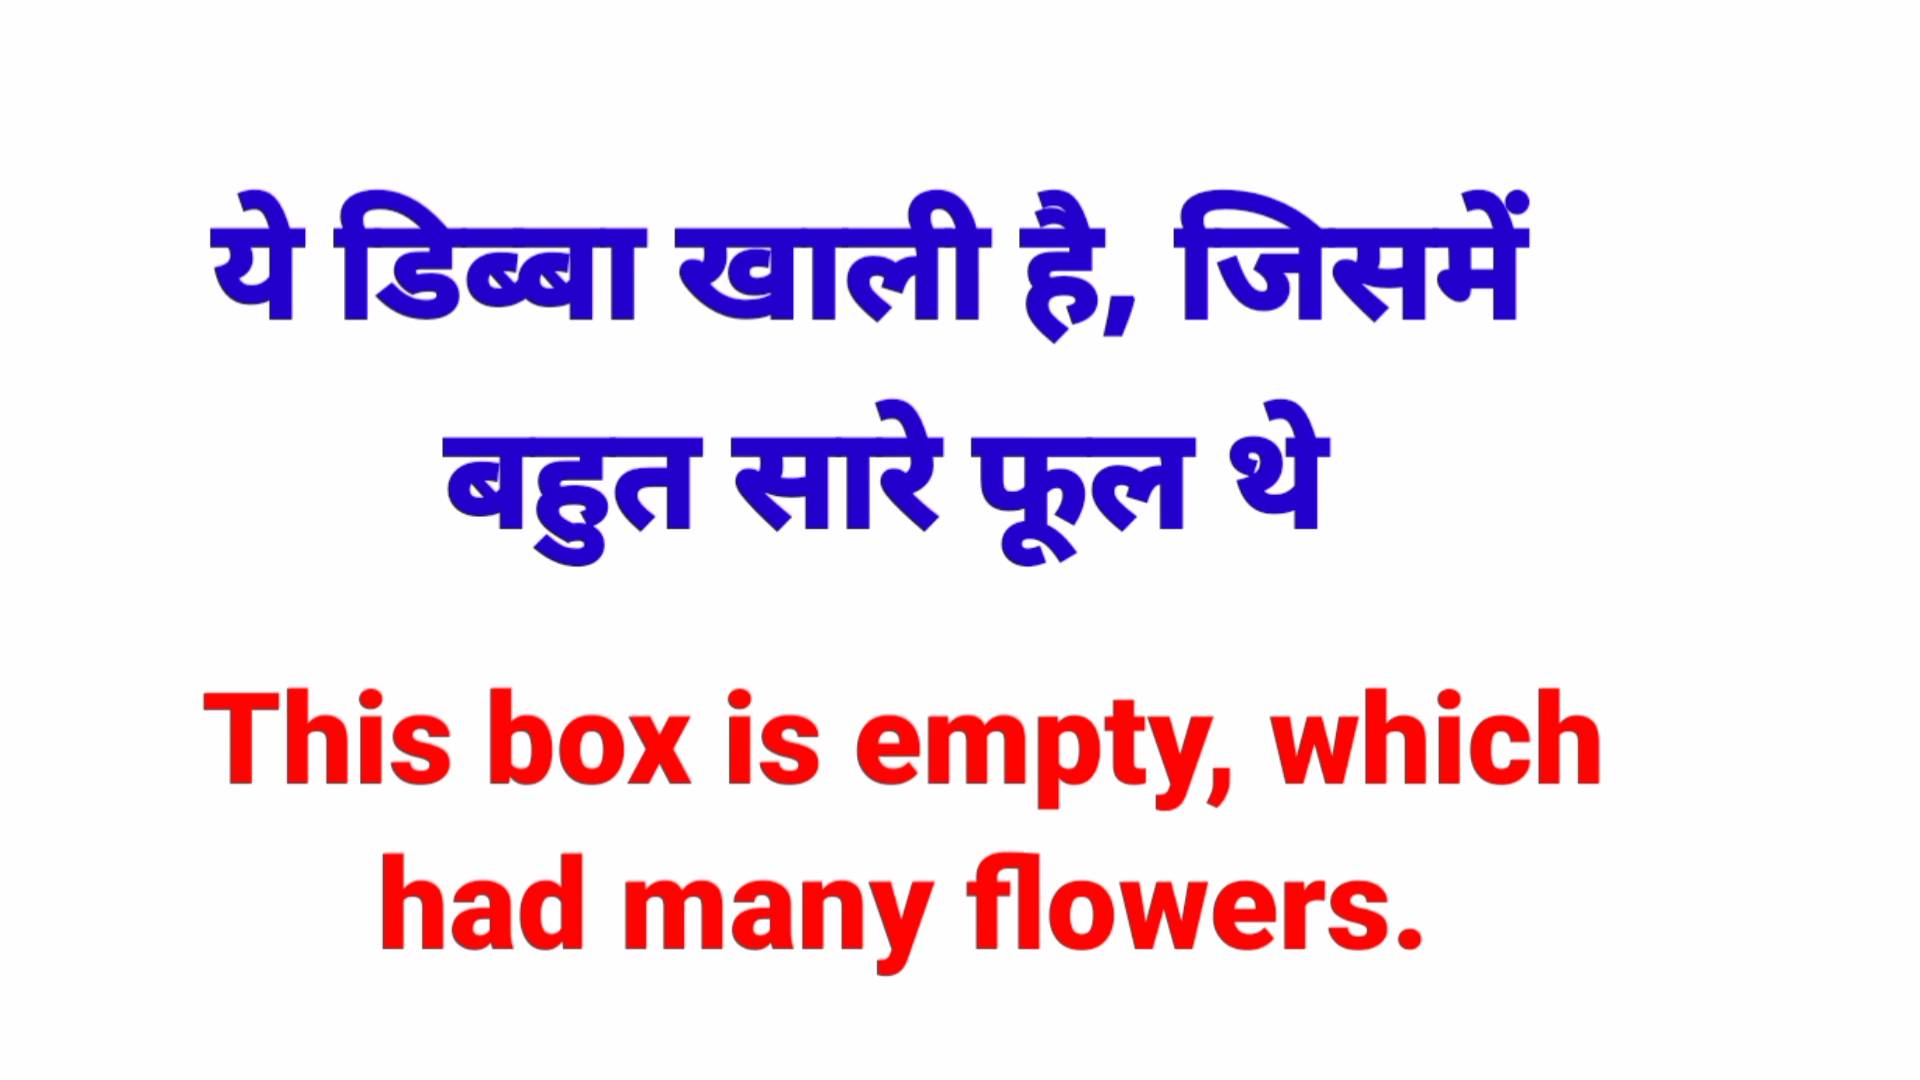 ये डिब्बा खाली है, जिसमें
बहुत सारे फूल थे
This box is empty, which
had many flowers.